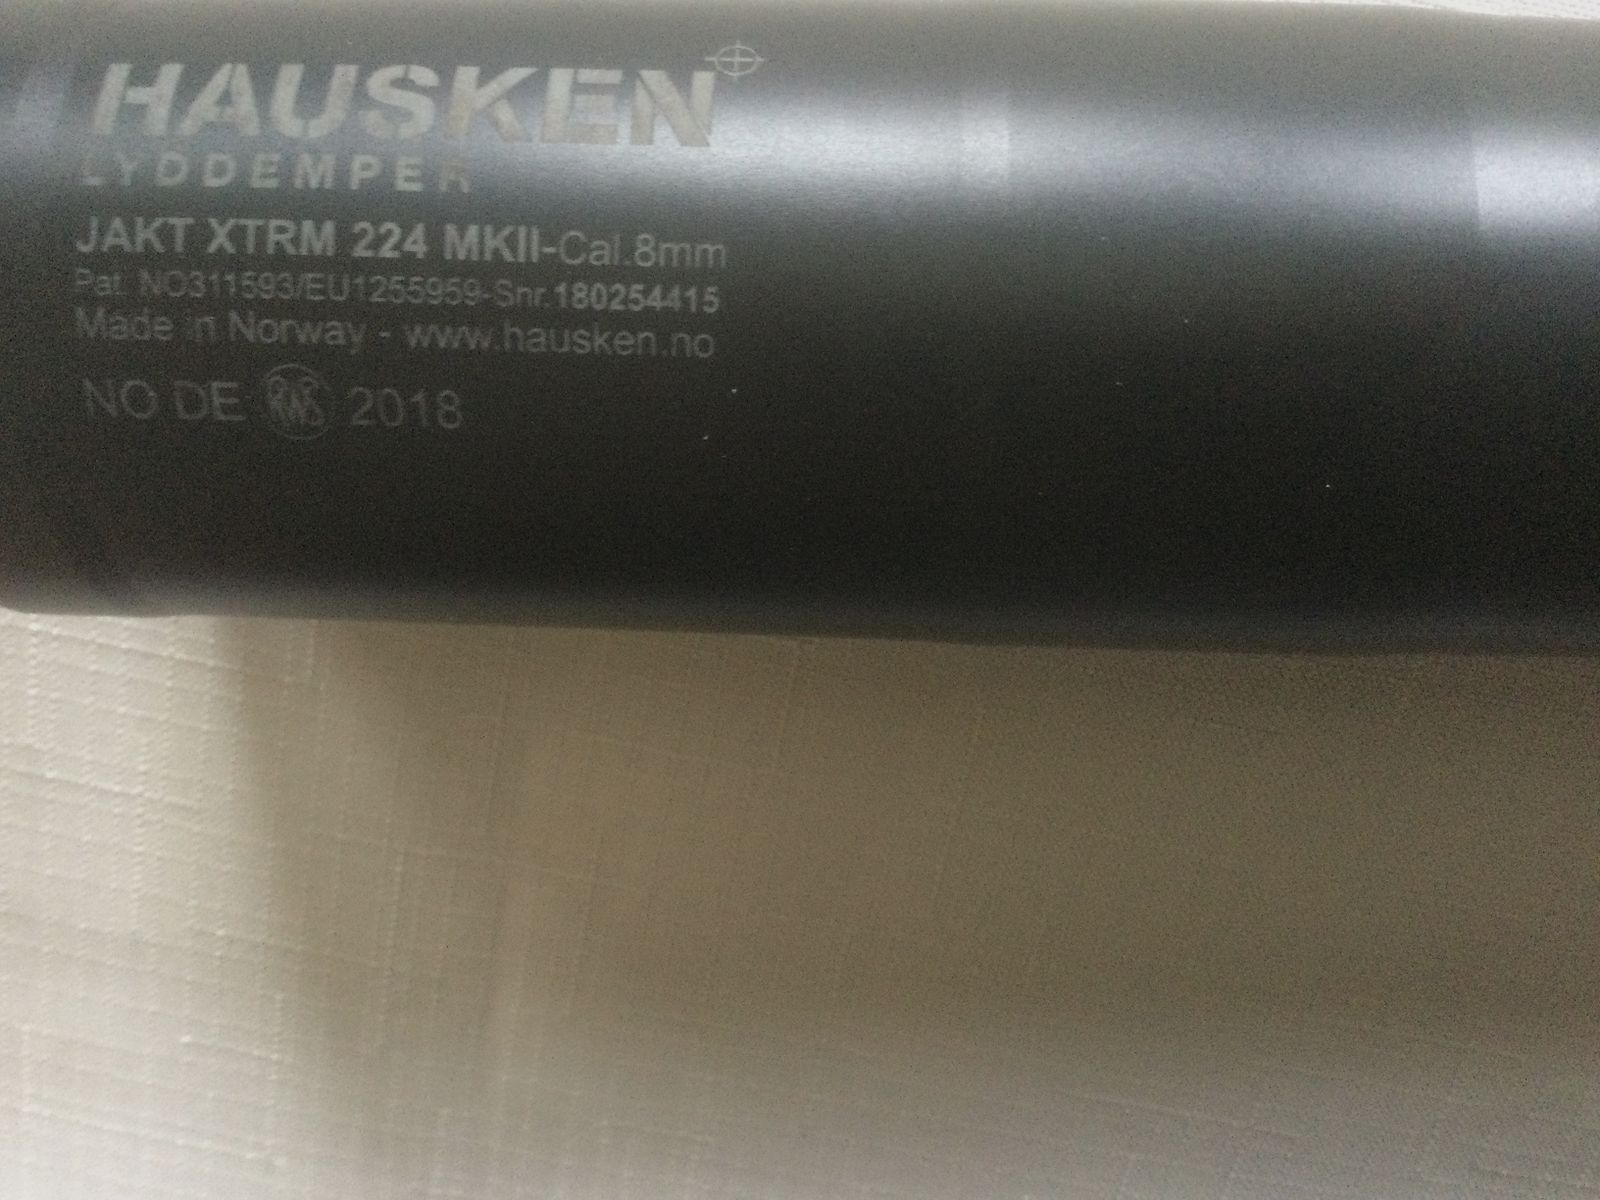 HAUSKEN
LYDDEMPER
JAKT XTRM 224 MKII-Cal.8mm
Pat. NO311593/EU1255959-Snr.180254415
Made in Norway - www.hausken.no
NO DE RWS 2018